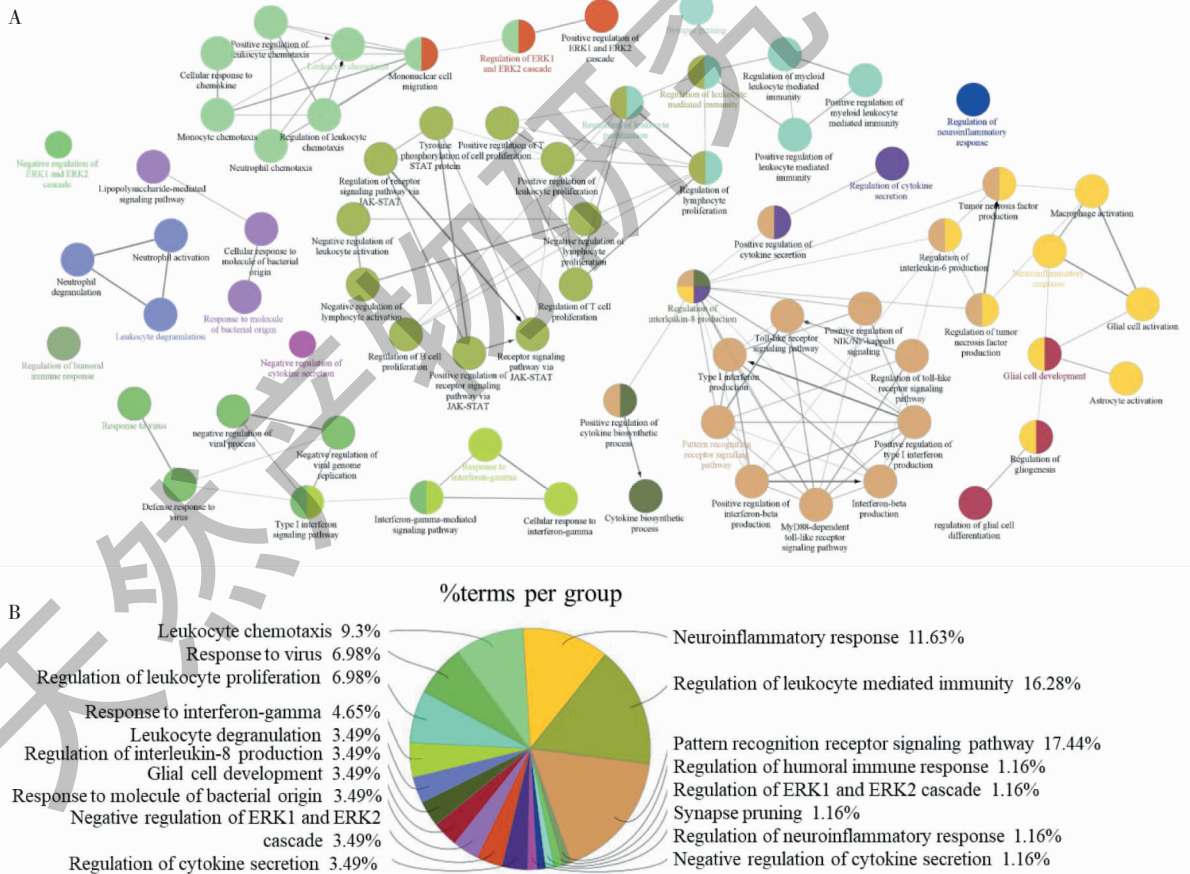 A
Positive regulation of
leukocyte chemotaxis
Leukocyte chemotaxis
Cellular response to
chemokine
Mononuclear cell
migration
Monocyte chemotaxis
Regulation of leukocyte
chemotaxis
Neutrophil chemotaxis
Regulation of ERK1
and ERK2 cascade
Positive regulation of
ERK1 and ERK2
cascade
Synapse pruning
Regulation of leukocyte
mediated immunity
Regulation of myeloid
leukocyte mediated
immunity
Positive regulation of
myeloid leukocyte
mediated immunity
Positive regulation of
leukocyte mediated
immunity
Regulation of leukocyte
proliferation
Regulation of
lymphocyte
proliferation
Regulation of
neuroinflammatory
response
Negative regulation of
ERK1 and ERK2
cascade
Lipopolysaccharide-mediated
signaling pathway
Tyrosine
phosphorylation of
STAT protein
Positive regulation of T
cell proliferation
Regulation of receptor
signaling pathway via
JAK-STAT
Positive regulation of
leukocyte proliferation
Regulation of cytokine
secretion
Positive regulation of
cytokine secretion
Tumor necrosis factor
production
Macrophage activation
Regulation of
interleukin-6 production
Neuroinflammatory
response
Neutrophil activation
Neutrophil
degranulation
Leukocyte degranulation
Cellular response to
molecule of bacterial
origin
Response to molecule
of bacterial origin
Negative regulation of
leukocyte activation
Negative regulation of
lymphocyte
proliferation
Negative regulation of
lymphocyte activation
Regulation of T cell
proliferation
Regulation of B cell
proliferation
Positive regulation of
receptor signaling
pathway via
JAK-STAT
Receptor signaling
pathway via
JAK-STAT
Negative regulation of
cytokine secretion
Regulation of humoral
immune response
Regulation of
interleukin-8 production
Toll-like receptor
signaling pathway
Positive regulation of
NIK/NF-kappaB
signaling
Regulation of tumor
necrosis factor
production
Glial cell activation
Type I interferon
production
Regulation of toll-like
receptor signaling
pathway
Glial cell development
Astrocyte activation
Pattern recognition
receptor signaling
pathway
Positive regulation of
type I interferon
production
Regulation of
gliogenesis
Positive regulation of
interferon-beta
production
Interferon-beta
production
MyD88-dependent
toll-like receptor
signaling pathway
regulation of glial cell
differentiation
Positive regulation of
cytokine biosynthetic
process
Cytokine biosynthetic
process
Response to virus
negative regulation of
viral process
Negative regulation of
viral genome
replication
Defense response to
virus
Type I interferon
signaling pathway
Response to
interferon-gamma
Interferon-gamma-mediated
signaling pathway
Cellular response to
interferon-gamma
B
%terms per group
Leukocyte chemotaxis 9.3%
Response to virus 6.98%
Regulation of leukocyte proliferation 6.98%
Response to interferon-gamma 4.65%
Leukocyte degranulation 3.49%
Regulation of interleukin-8 production 3.49%
Glial cell development 3.49%
Response to molecule of bacterial origin 3.49%
Negative regulation of ERK1 and ERK2
cascade 3.49%
Regulation of cytokine secretion 3.49%
Neuroinflammatory response 11.63%
Regulation of leukocyte mediated immunity 16.28%
Pattern recognition receptor signaling pathway 17.44%
Regulation of humoral immune response 1.16%
Regulation of ERK1 and ERK2 cascade 1.16%
Synapse pruning 1.16%
Regulation of neuroinflammatory response 1.16%
Negative regulation of cytokine secretion 1.16%
天然产物研究